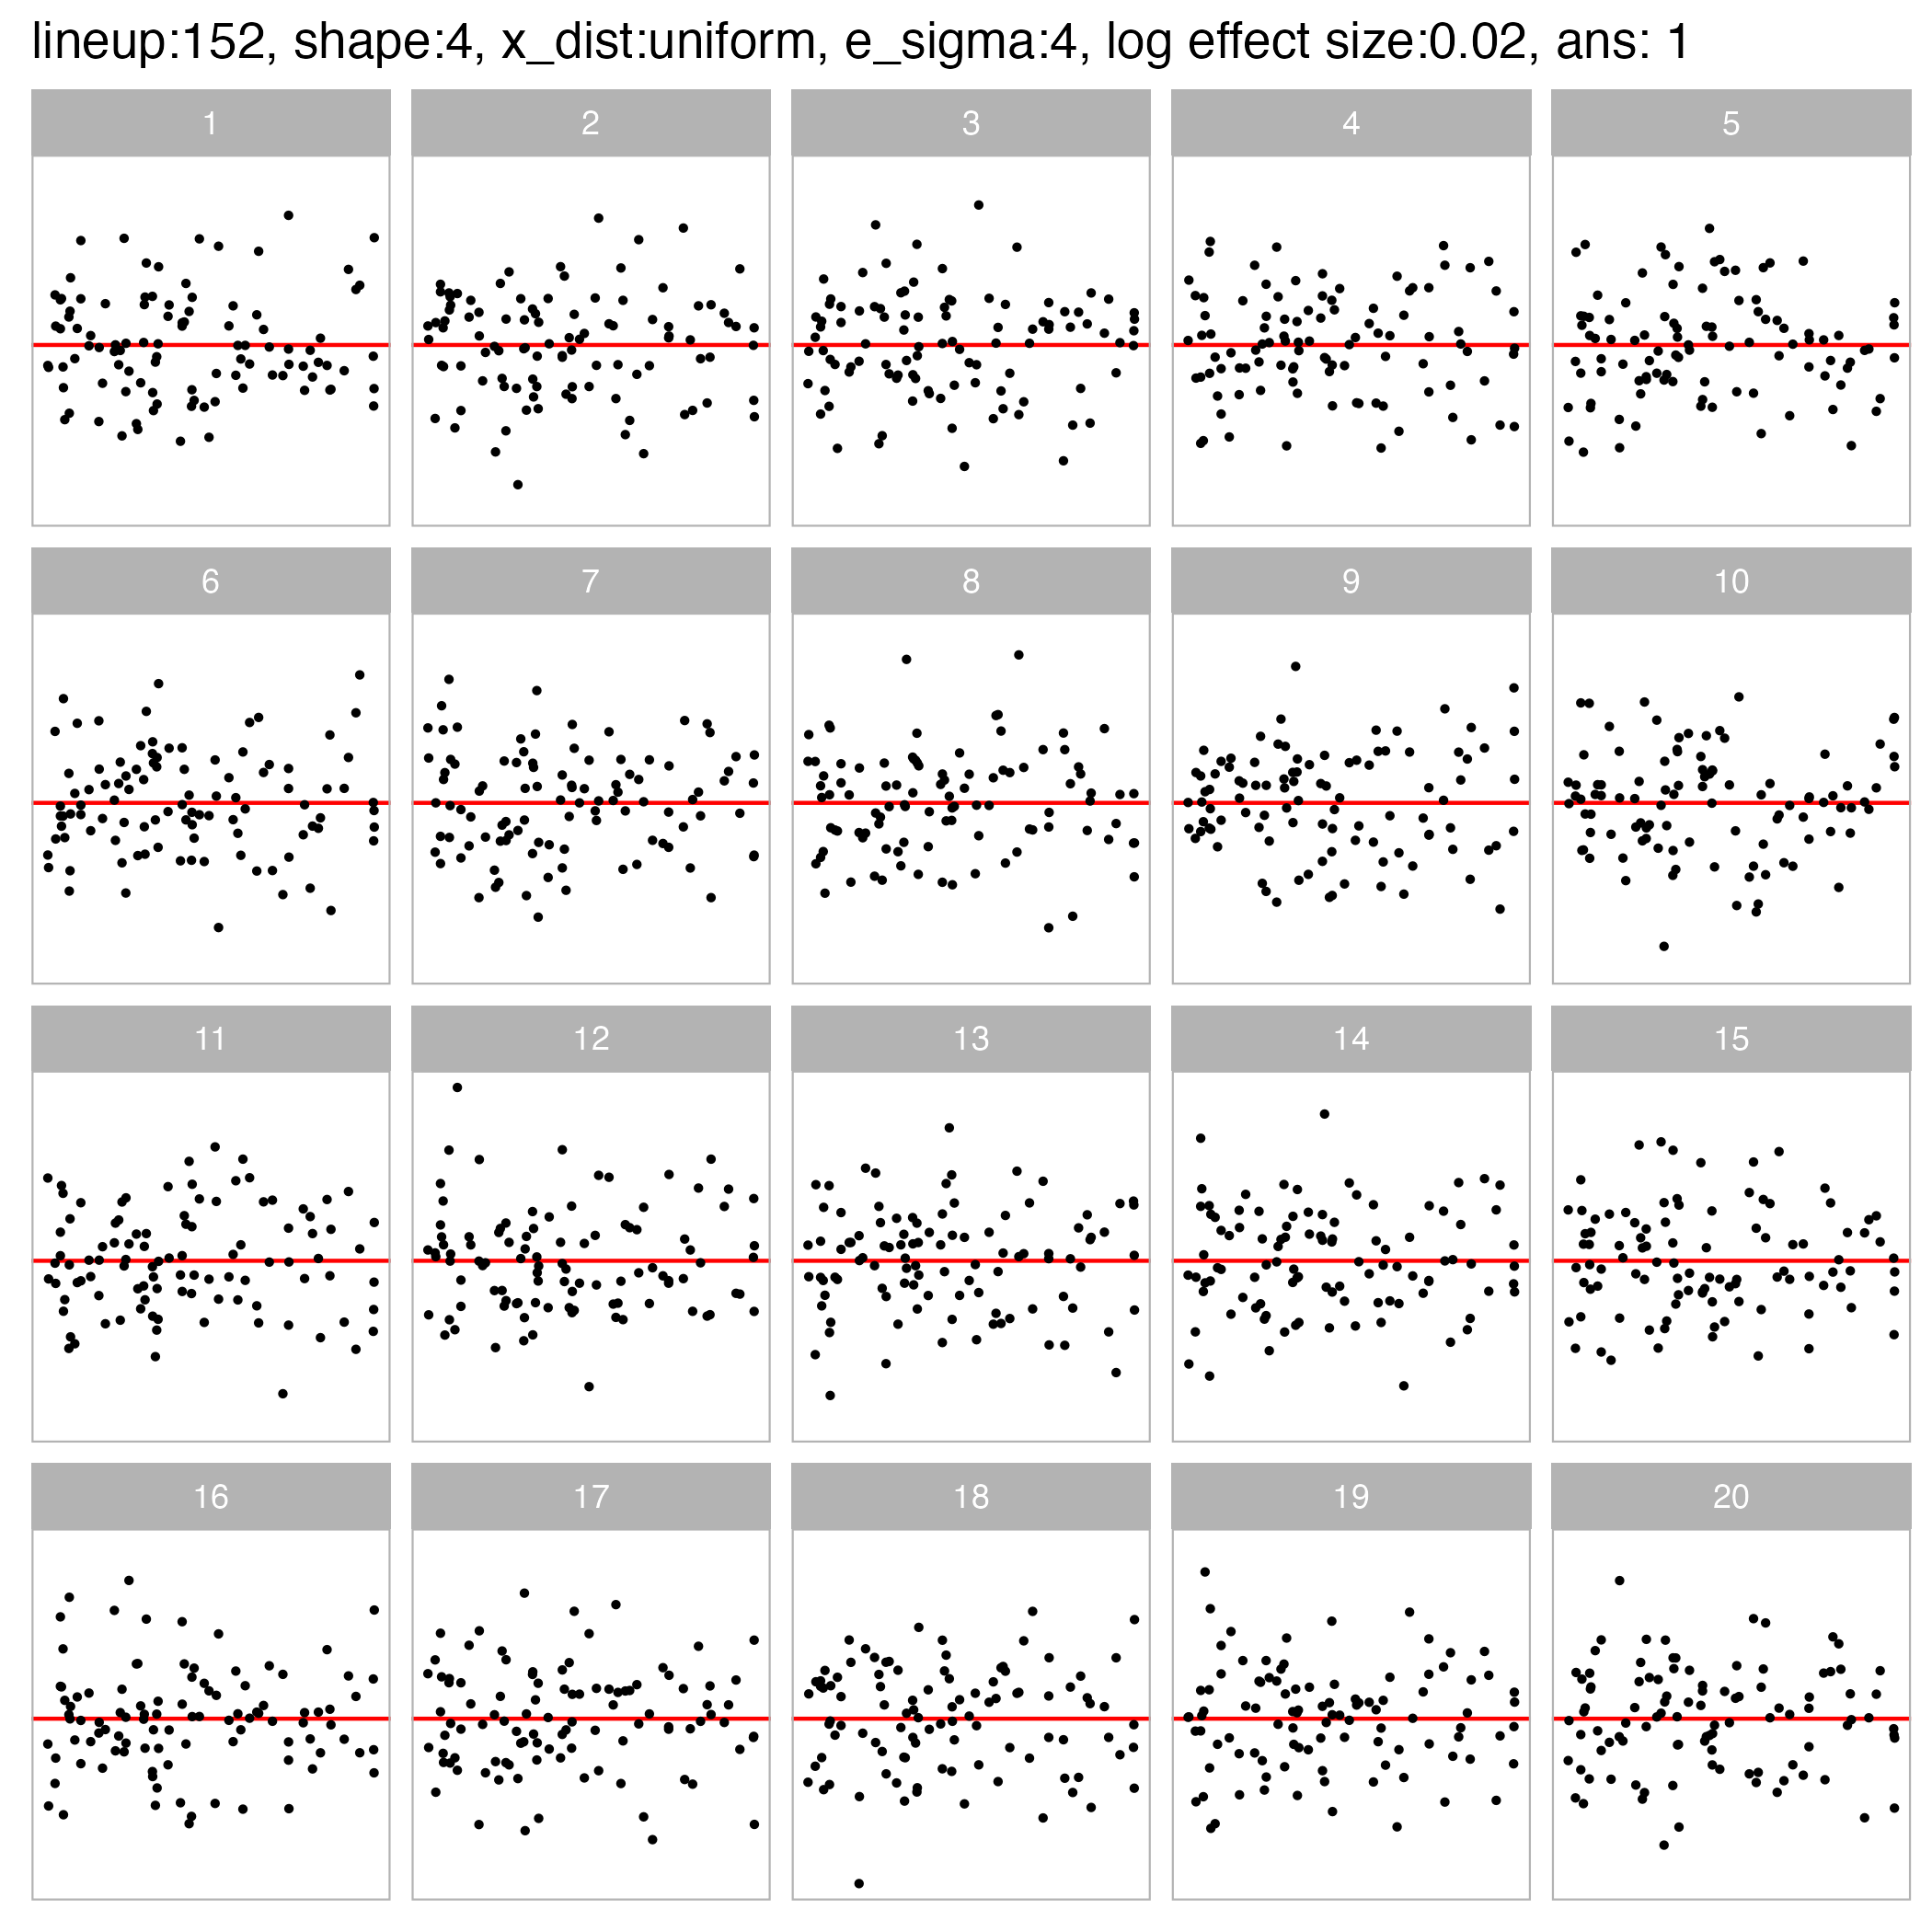 lineup:152, shape:4, x_dist:uniform, e_sigma:4, log effect size:0.02, ans: 1
1 2 3 4 5
6 7 8 9 10
11 12 13 14 15
16 17 18 19 20